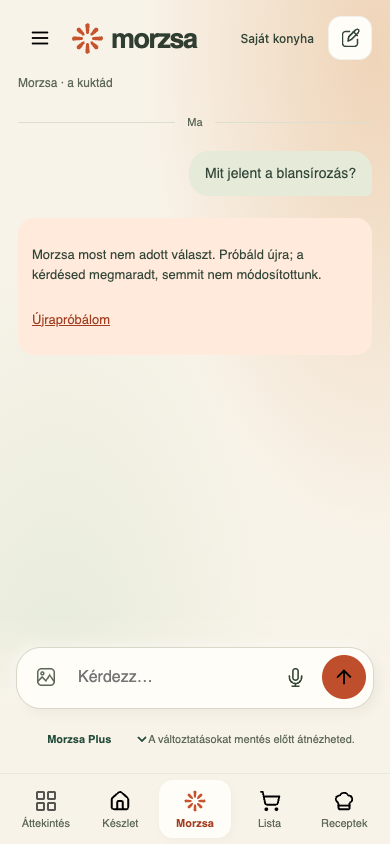 morzsa
Saját konyha
Morzsa · a kuktád
Ma
Mit jelent a blansírozás?
Morzsa most nem adott választ. Próbáld újra; a
kérdésed megmaradt, semmit nem módosítottunk.
Újrapróbálom
Kérdezz…
Morzsa Plus
A változtatásokat mentés előtt átnézheted.
Áttekintés
Készlet
Morzsa
Lista
Receptek